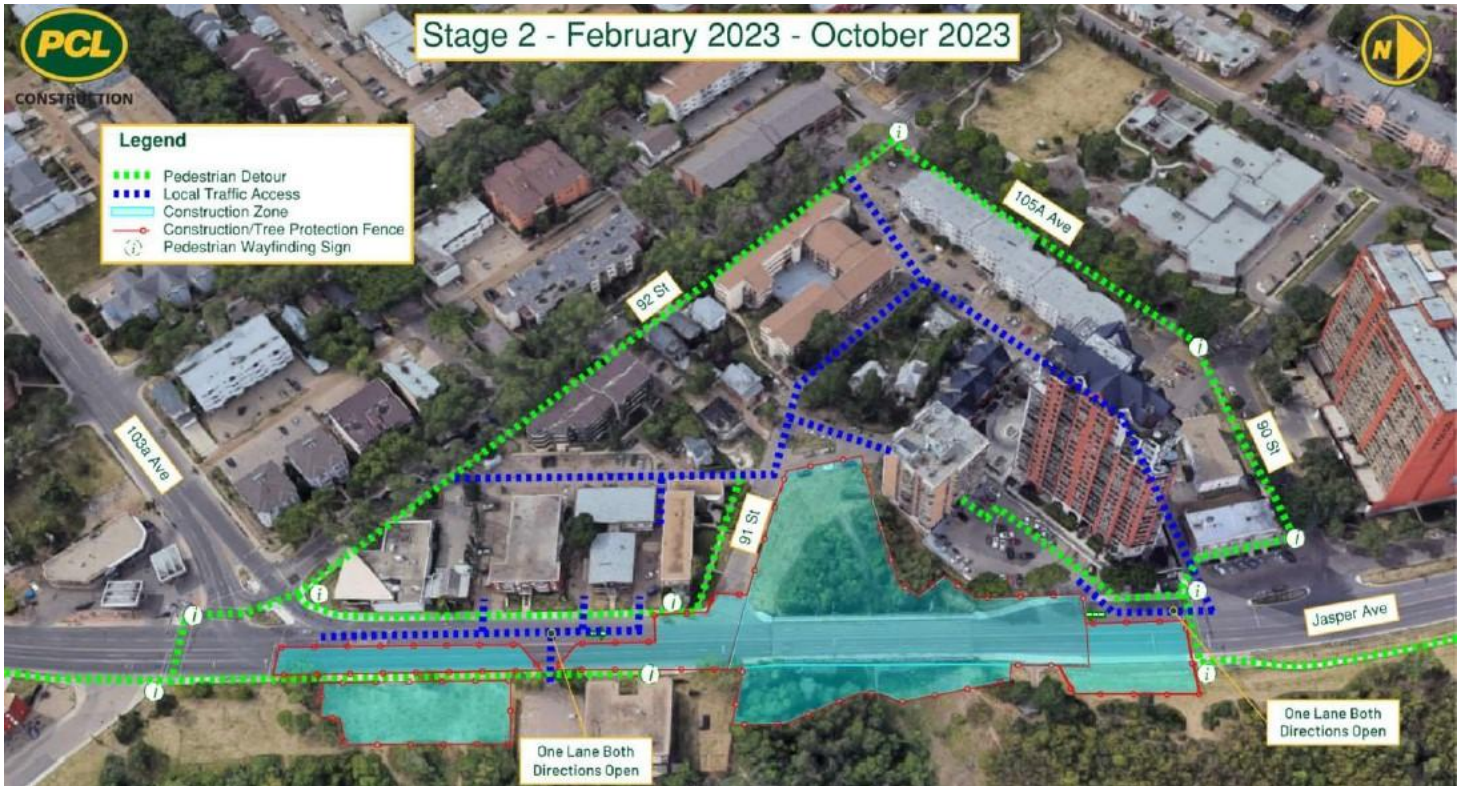 PCL
CONSTRUCTION
Stage 2 - February 2023 - October 2023
N
Legend
Pedestrian Detour
Local Traffic Access
Construction Zone
Construction/Tree Protection Fence
i Pedestrian Wayfinding Sign
i
105A Ave
92 St
i
90 St
103a Ave
91 St
i
i
i
i
i
Jasper Ave
i
i
i
One Lane Both
Directions Open
One Lane Both
Directions Open